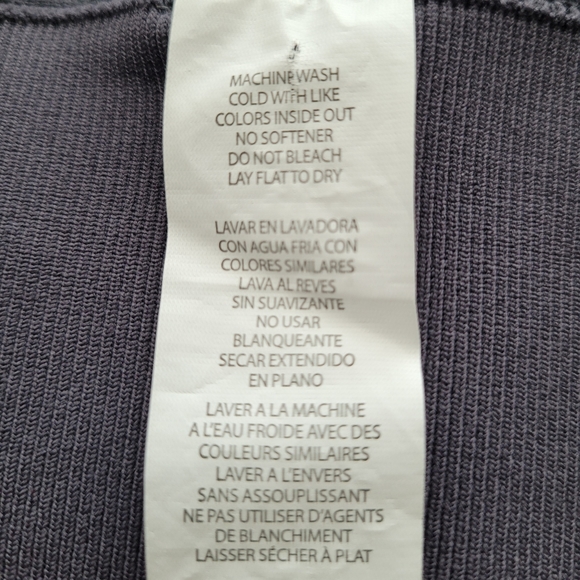 MACHINE WASH
COLD WITH LIKE
COLORS INSIDE OUT
NO SOFTENER
DO NOT BLEACH
LAY FLAT TO DRY
LAVAR EN LAVADORA
CON AGUA FRIA CON
COLORES SIMILARES
LAVA AL REVES
SIN SUAVIZANTE
NO USAR
BLANQUEANTE
SECAR EXTENDIDO
EN PLANO
LAVER A LA MACHINE
A L'EAU FROIDE AVEC DES
COULEURS SIMILAIRES
LAVER A L'ENVERS
SANS ASSOUPLISSANT
NE PAS UTILISER D'AGENTS
DE BLANCHIMENT
LAISSER SÉCHER À PLAT